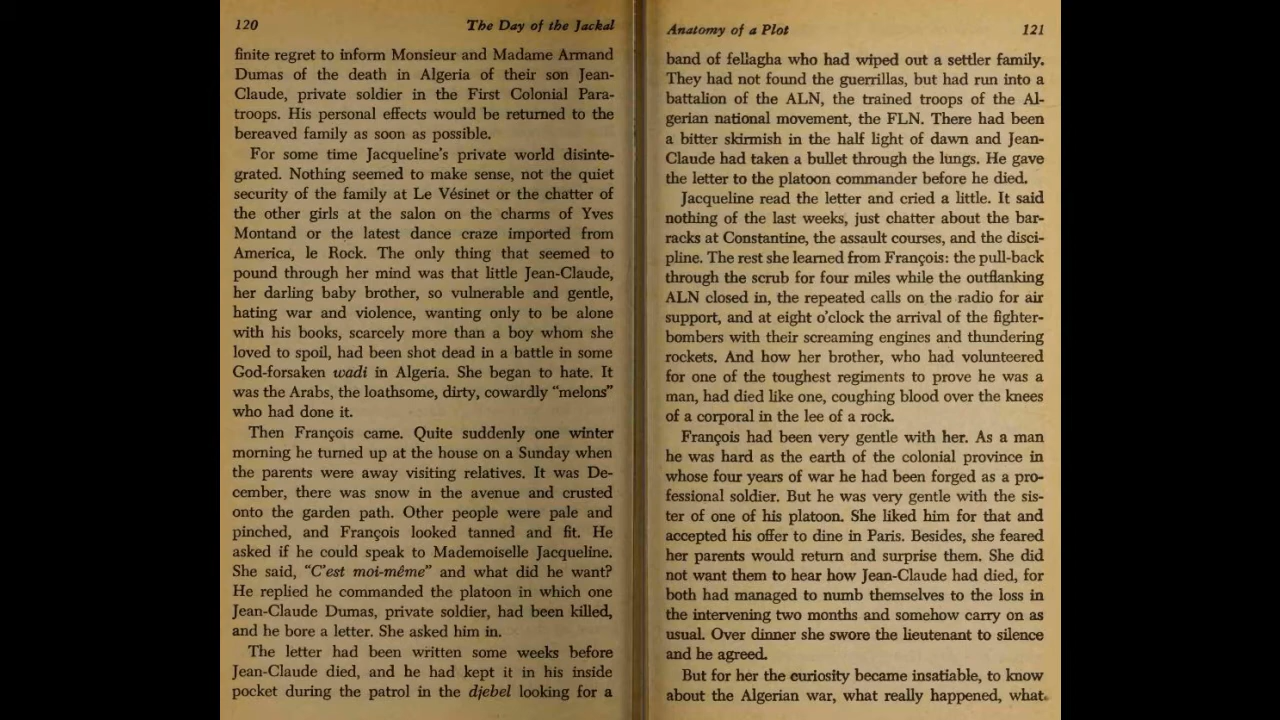 120
The Day of the Jackal
finite regret to inform Monsieur and Madame Armand
Dumas of the death in Algeria of their son Jean-
Claude, private soldier in the First Colonial Para-
troops. His personal effects would be returned to the
bereaved family as soon as possible.
For some time Jacqueline's private world disinte-
grated. Nothing seemed to make sense, not the quiet
security of the family at Le Vésinet or the chatter of
the other girls at the salon on the charms of Yves
Montand or the latest dance craze imported from
America, le Rock. The only thing that seemed to
pound through her mind was that little Jean-Claude,
her darling baby brother, so vulnerable and gentle,
hating war and violence, wanting only to be alone
with his books, scarcely more than a boy whom she
loved to spoil, had been shot dead in a battle in some
God-forsaken wadi in Algeria. She began to hate. It
was the Arabs, the loathsome, dirty, cowardly “melons”
who had done it.
Then François came. Quite suddenly one winter
morning he turned up at the house on a Sunday when
the parents were away visiting relatives. It was De-
cember, there was snow in the avenue and crusted
onto the garden path. Other people were pale and
pinched, and François looked tanned and fit. He
asked if he could speak to Mademoiselle Jacqueline.
She said, “C'est moi-même” and what did he want?
He replied he commanded the platoon in which one
Jean-Claude Dumas, private soldier, had been killed,
and he bore a letter. She asked him in.
The letter had been written some weeks before
Jean-Claude died, and he had kept it in his inside
pocket during the patrol in the djebel looking for a
Anatomy of a Plot
121
band of fellagha who had wiped out a settler family.
They had not found the guerrillas, but had run into a
battalion of the ALN, the trained troops of the Al-
gerian national movement, the FLN. There had been
a bitter skirmish in the half light of dawn and Jean-
Claude had taken a bullet through the lungs. He gave
the letter to the platoon commander before he died.
Jacqueline read the letter and cried a little. It said
nothing of the last weeks, just chatter about the bar-
racks at Constantine, the assault courses, and the disci-
pline. The rest she learned from François: the pull-back
through the scrub for four miles while the outflanking
ALN closed in, the repeated calls on the radio for air
support, and at eight o'clock the arrival of the fighter-
bombers with their screaming engines and thundering
rockets. And how her brother, who had volunteered
for one of the toughest regiments to prove he was a
man, had died like one, coughing blood over the knees
of a corporal in the lee of a rock.
François had been very gentle with her. As a man
he was hard as the earth of the colonial province in
whose four years of war he had been forged as a pro-
fessional soldier. But he was very gentle with the sis-
ter of one of his platoon. She liked him for that and
accepted his offer to dine in Paris. Besides, she feared
her parents would return and surprise them. She did
not want them to hear how Jean-Claude had died, for
both had managed to numb themselves to the loss in
the intervening two months and somehow carry on as
usual. Over dinner she swore the lieutenant to silence
and he agreed.
But for her the curiosity became insatiable, to know
about the Algerian war, what really happened, what